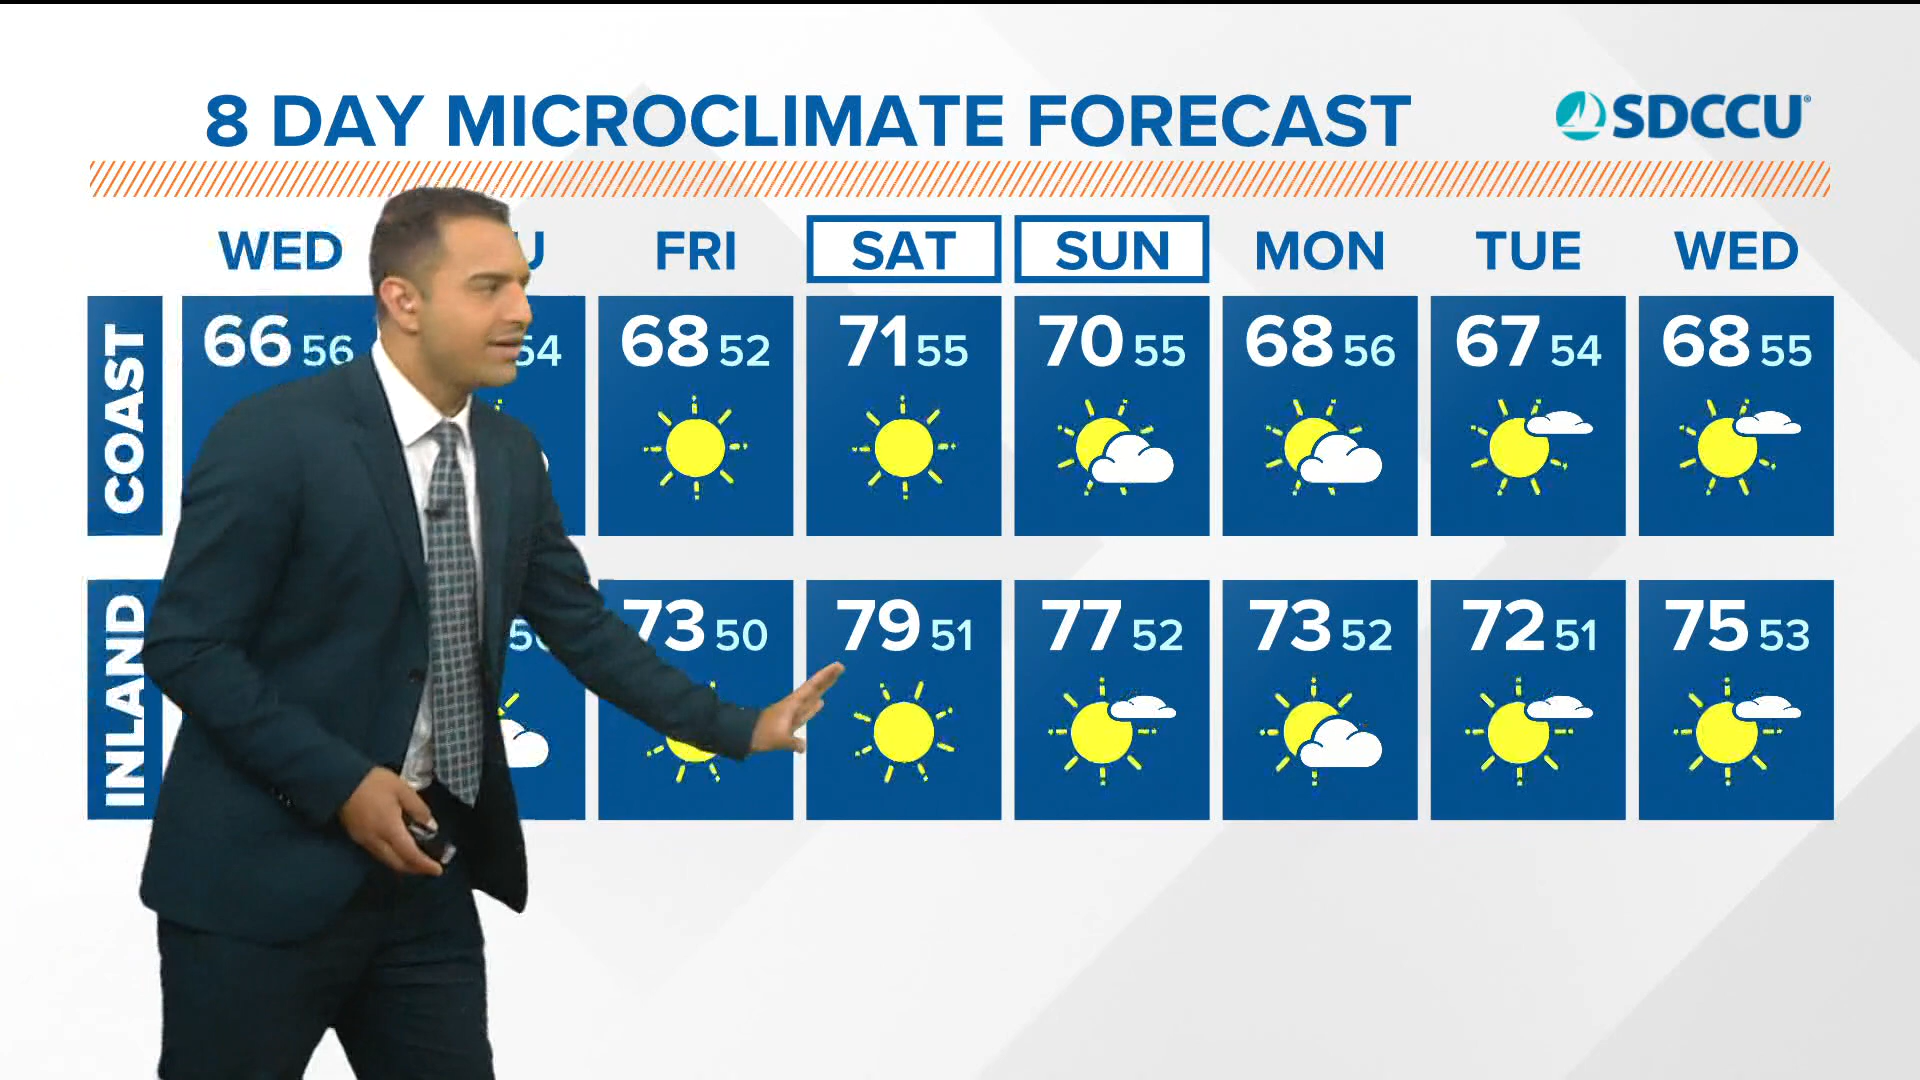 8 DAY MICROCLIMATE FORECAST
SDCCU®
WED FRI SAT SUN MON TUE WED
COAST
66 56 54 68 52 71 55 70 55 68 56 67 54 68 55
INLAND
73 50 79 51 77 52 73 52 72 51 75 53